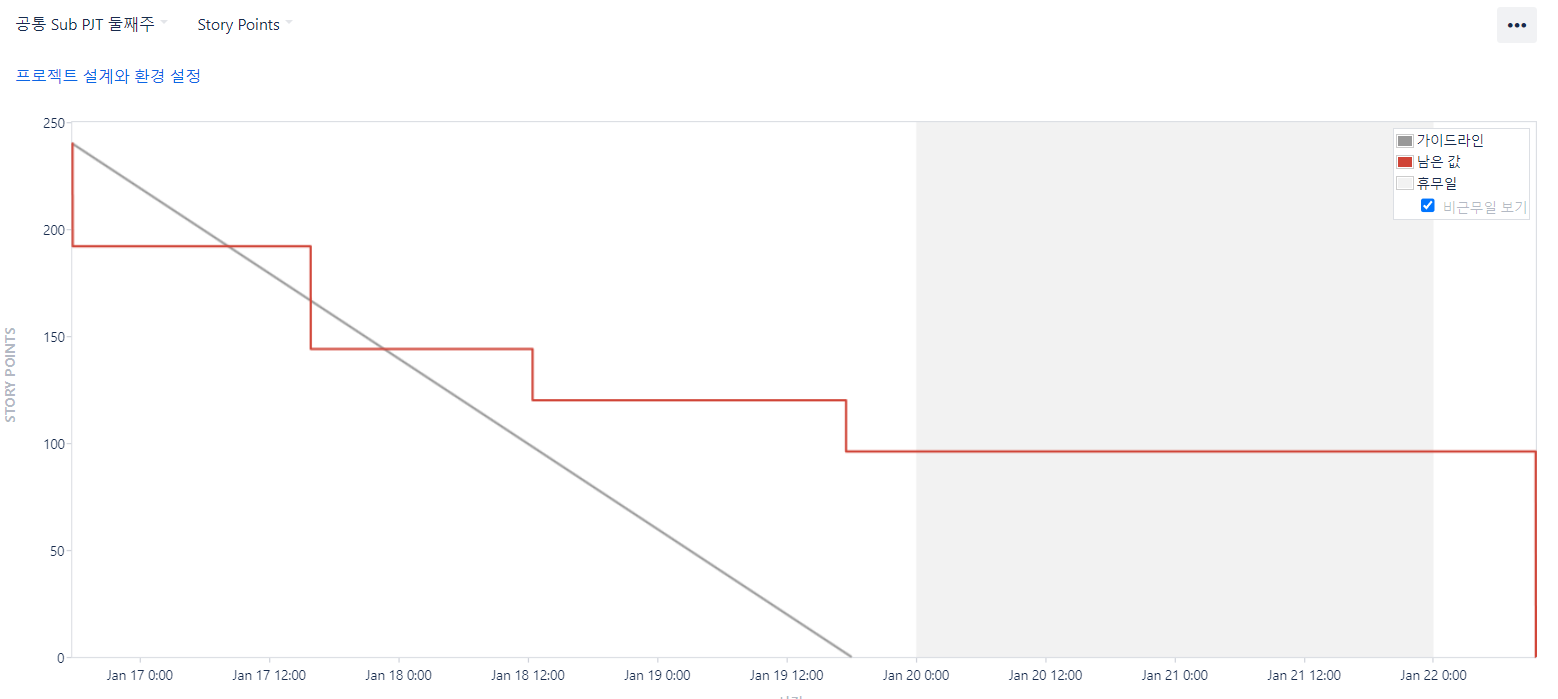 공통 Sub PJT 둘째주 Story Points
프로젝트 설계와 환경 설정
250
200
150
100
50
0
STORY POINTS
가이드라인
남은 값
휴무일
비근무일 보기
Jan 17 0:00 Jan 17 12:00 Jan 18 0:00 Jan 18 12:00 Jan 19 0:00 Jan 19 12:00 Jan 20 0:00 Jan 20 12:00 Jan 21 0:00 Jan 21 12:00 Jan 22 0:00